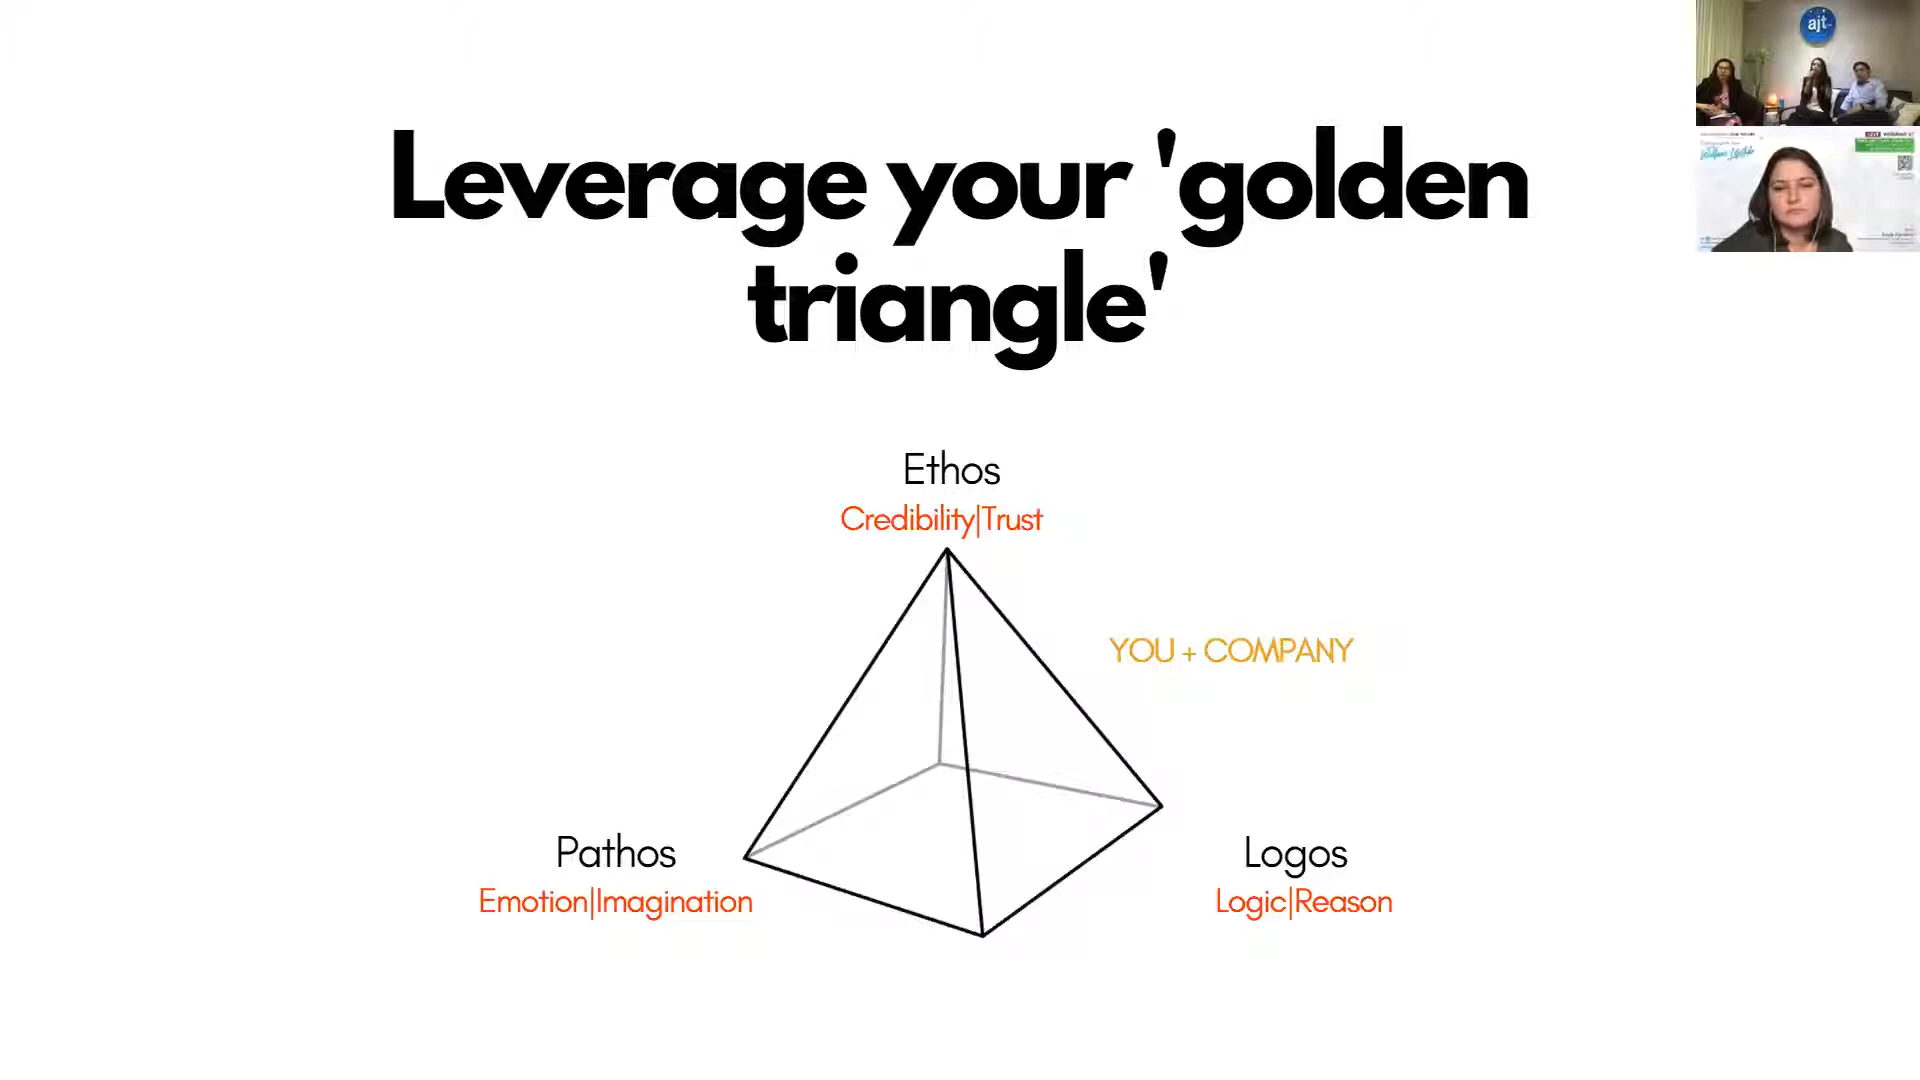 Leverage your 'golden
triangle'
Ethos
Credibility|Trust
YOU + COMPANY
Pathos
Emotion|Imagination
Logos
Logic|Reason
ajt